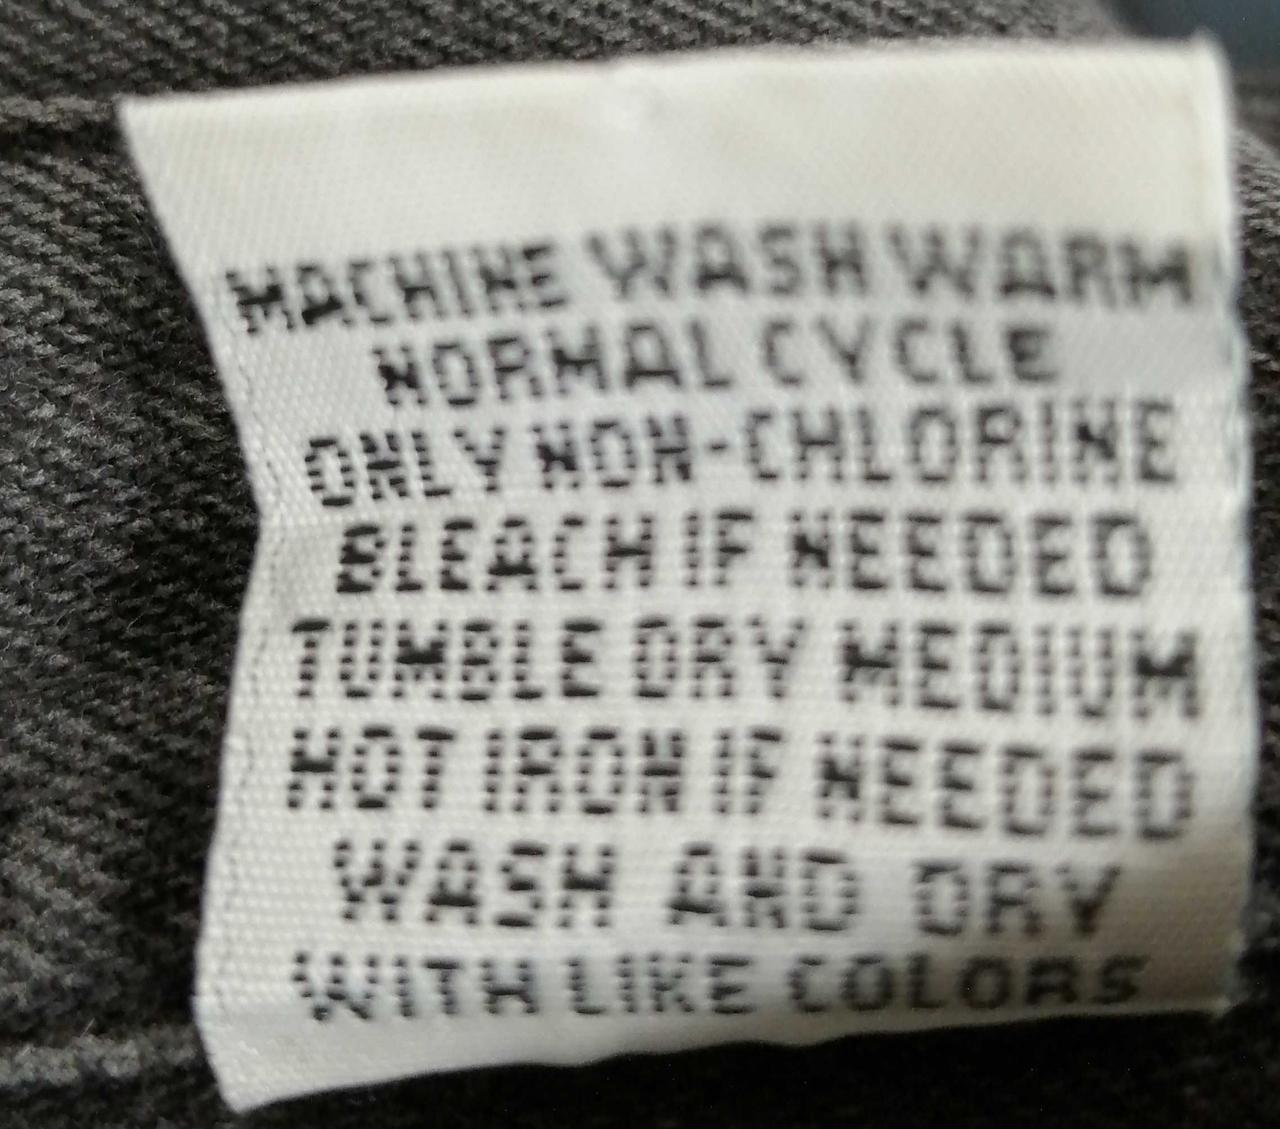 MACHINE WASH WARM
NORMAL CYCLE
ONLY NON-CHLORINE
BLEACH IF NEEDED
TUMBLE DRY MEDIUM
HOT IRON IF NEEDED
WASH AND DRY
WITH LIKE COLORS